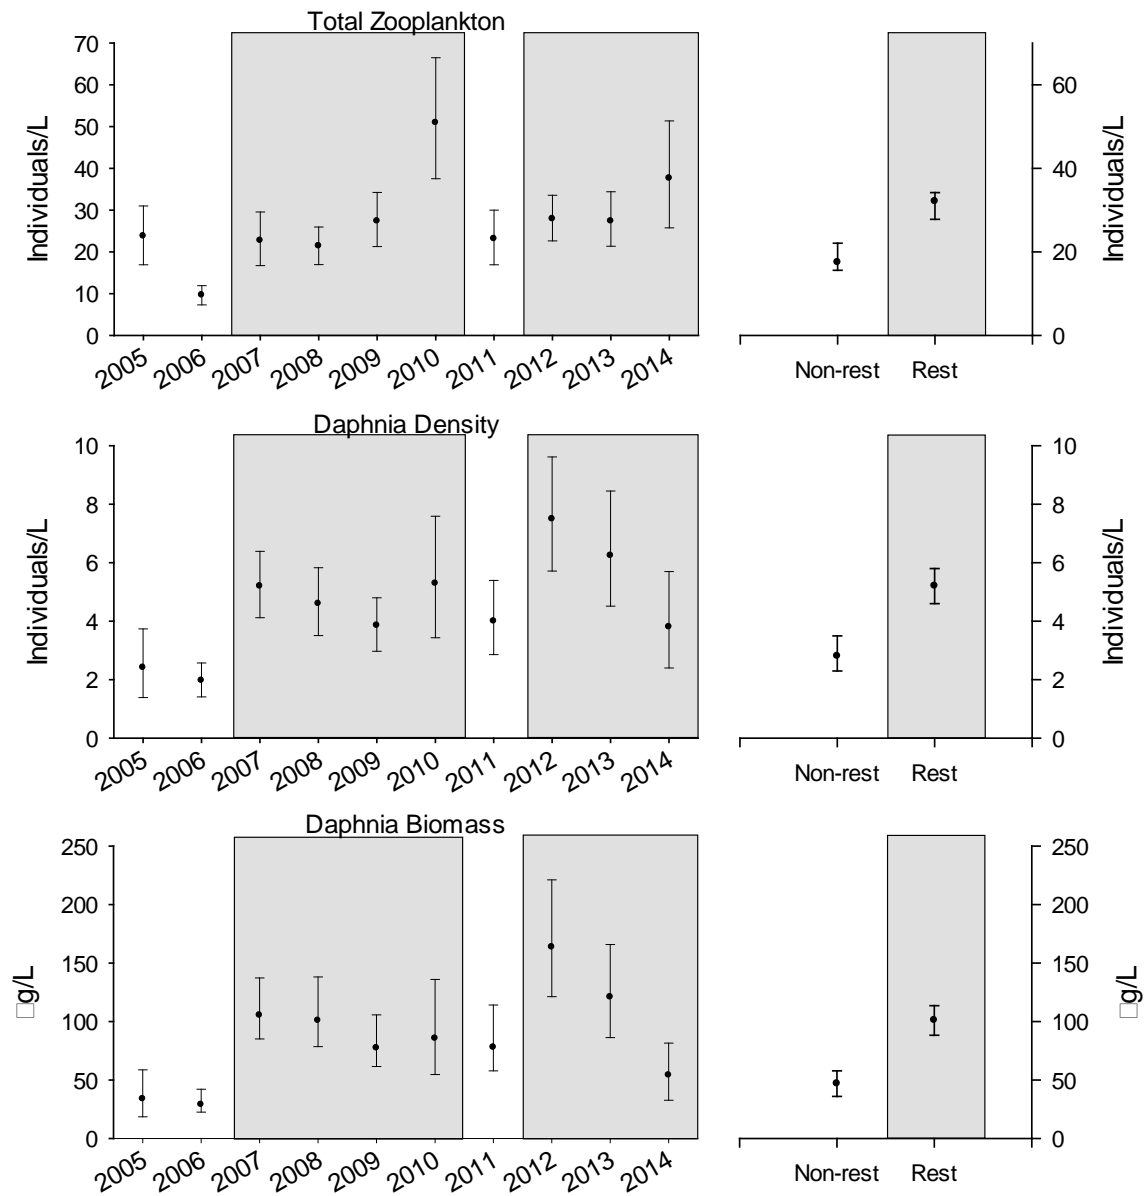 Total Zooplankton
70
60
50
40
30
20
10
0
Individuals/L
2005 2006 2007 2008 2009 2010 2011 2012 2013 2014
Non-rest Rest
60
40
20
0
Individuals/L
Daphnia Density
10
8
6
4
2
0
Individuals/L
2005 2006 2007 2008 2009 2010 2011 2012 2013 2014
Non-rest Rest
10
8
6
4
2
0
Individuals/L
Daphnia Biomass
250
200
150
100
50
0
□g/L
2005 2006 2007 2008 2009 2010 2011 2012 2013 2014
Non-rest Rest
250
200
150
100
50
0
□g/L